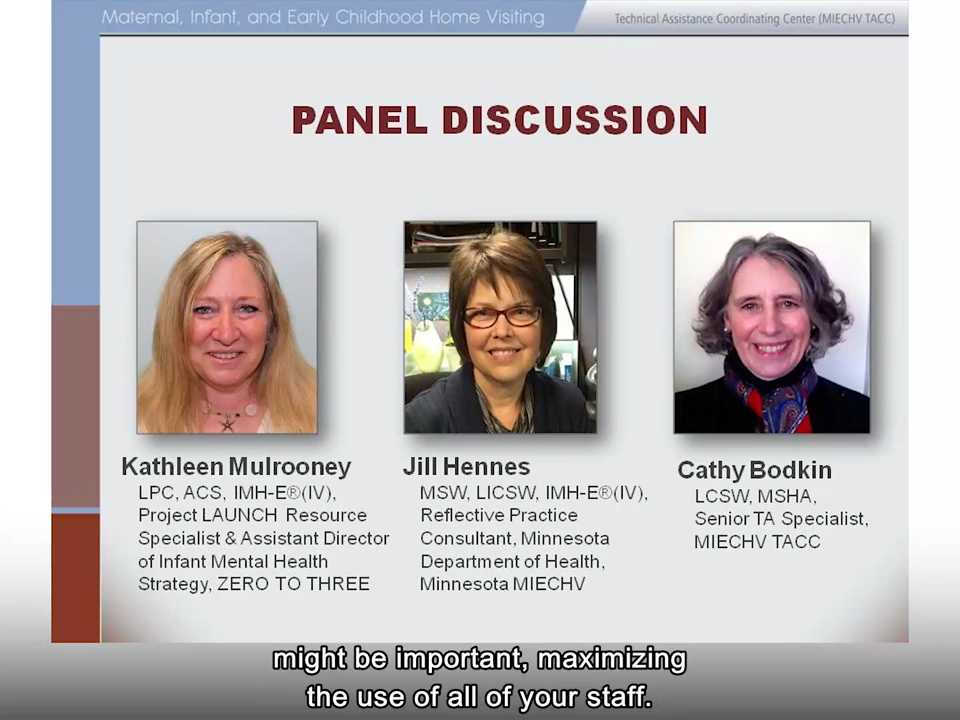 Maternal, Infant, and Early Childhood Home Visiting
Technical Assistance Coordinating Center (MIECHV TACC)
PANEL DISCUSSION
Kathleen Mulrooney
LPC, ACS, IMH-E®(IV),
Project LAUNCH Resource
Specialist & Assistant Director
of Infant Mental Health
Strategy, ZERO TO THREE
Jill Hennes
MSW, LICSW, IMH-E®(IV),
Reflective Practice
Consultant, Minnesota
Department of Health,
Minnesota MIECHV
Cathy Bodkin
LCSW, MSHA,
Senior TA Specialist,
MIECHV TACC
might be important, maximizing
the use of all of your staff.